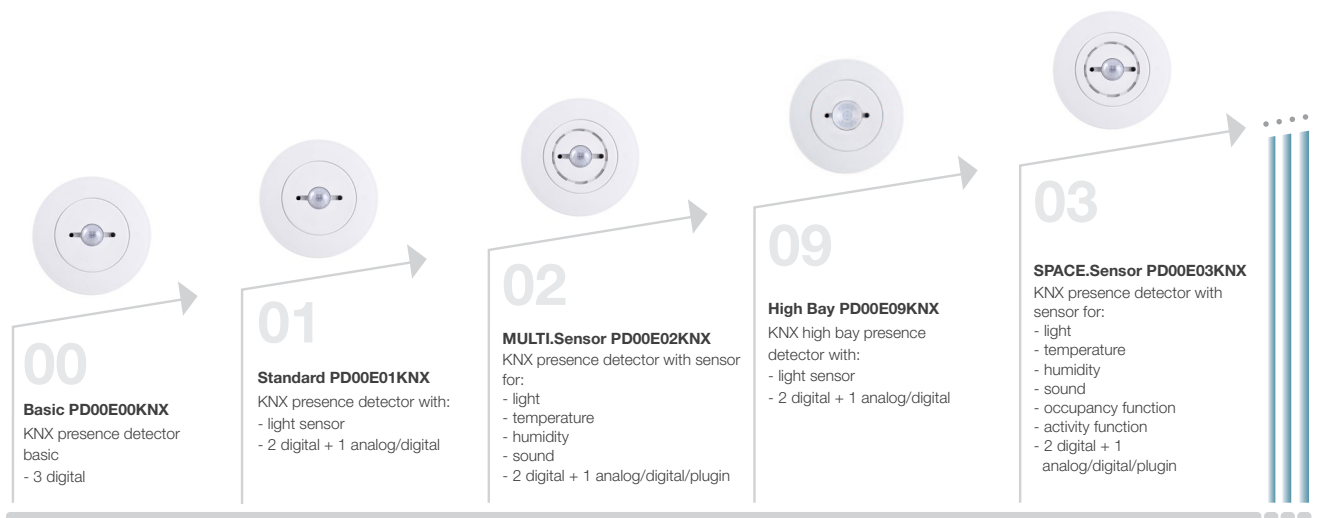 00
Basic PD00E00KNX
KNX presence detector
basic
- 3 digital
01
Standard PD00E01KNX
KNX presence detector with:
- light sensor
- 2 digital + 1 analog/digital
02
MULTI.Sensor PD00E02KNX
KNX presence detector with sensor
for:
- light
- temperature
- humidity
- sound
- 2 digital + 1 analog/digital/plugin
09
High Bay PD00E09KNX
KNX high bay presence
detector with:
- light sensor
- 2 digital + 1 analog/digital
03
SPACE.Sensor PD00E03KNX
KNX presence detector with
sensor for:
- light
- temperature
- humidity
- sound
- occupancy function
- activity function
- 2 digital + 1
analog/digital/plugin